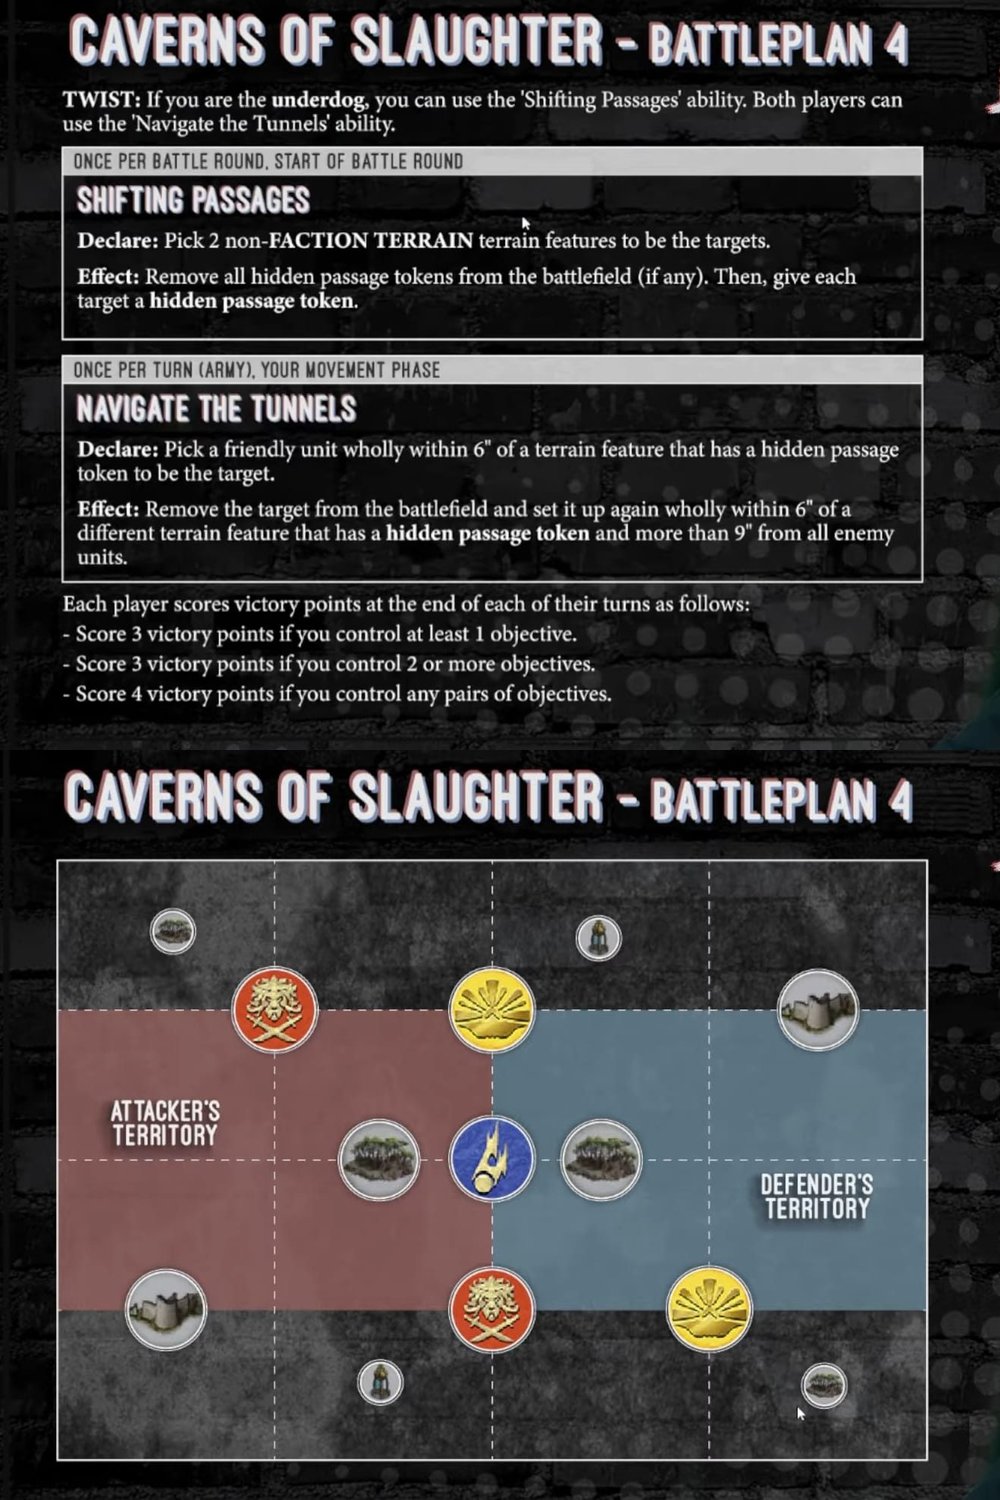 CAVERNS OF SLAUGHTER - BATTLEPLAN 4
TWIST: If you are the underdog, you can use the 'Shifting Passages' ability. Both players can
use the 'Navigate the Tunnels' ability.
ONCE PER BATTLE ROUND, START OF BATTLE ROUND
SHIFTING PASSAGES
Declare: Pick 2 non-FACTION TERRAIN terrain features to be the targets.
Effect: Remove all hidden passage tokens from the battlefield (if any). Then, give each
target a hidden passage token.
ONCE PER TURN (ARMY), YOUR MOVEMENT PHASE
NAVIGATE THE TUNNELS
Declare: Pick a friendly unit wholly within 6" of a terrain feature that has a hidden passage
token to be the target.
Effect: Remove the target from the battlefield and set it up again wholly within 6" of a
different terrain feature that has a hidden passage token and more than 9" from all enemy
units.
Each player scores victory points at the end of each of their turns as follows:
- Score 3 victory points if you control at least 1 objective.
- Score 3 victory points if you control 2 or more objectives.
- Score 4 victory points if you control any pairs of objectives.
CAVERNS OF SLAUGHTER - BATTLEPLAN 4
ATTACKER'S
TERRITORY
DEFENDER'S
TERRITORY